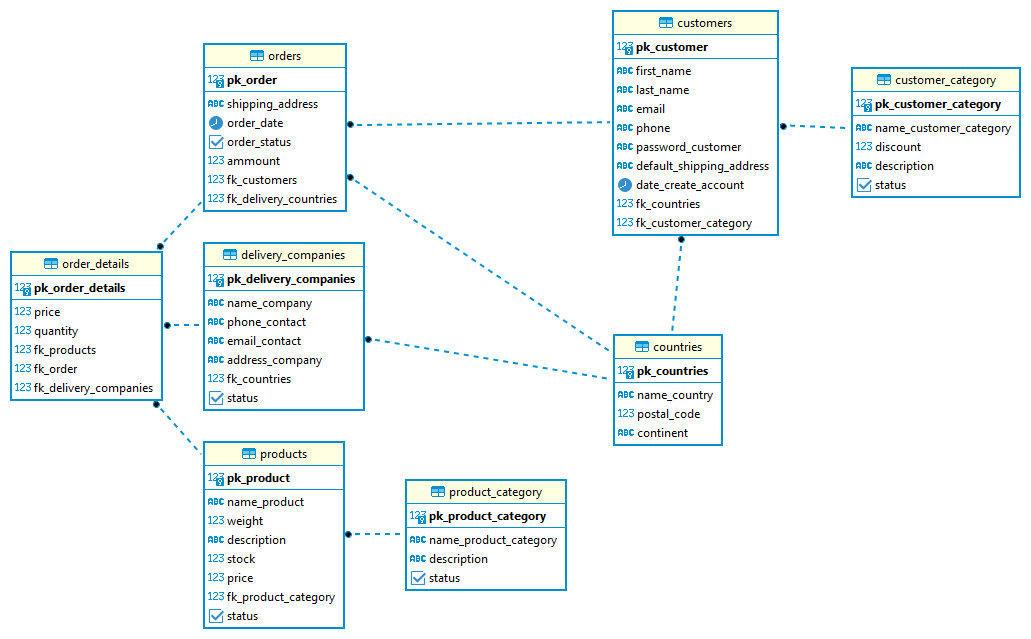 orders
123 pk_order
ABC shipping_address
order_date
order_status
123 ammount
123 fk_customers
123 fk_delivery_countries
customers
123 pk_customer
ABC first_name
ABC last_name
ABC email
ABC phone
ABC password_customer
ABC default_shipping_address
date_create_account
123 fk_countries
123 fk_customer_category
customer_category
123 pk_customer_category
ABC name_customer_category
123 discount
ABC description
status
order_details
123 pk_order_details
123 price
123 quantity
123 fk_products
123 fk_order
123 fk_delivery_companies
delivery_companies
123 pk_delivery_companies
ABC name_company
ABC phone_contact
ABC email_contact
ABC address_company
123 fk_countries
status
countries
123 pk_countries
ABC name_country
123 postal_code
ABC continent
products
123 pk_product
ABC name_product
123 weight
ABC description
123 stock
123 price
123 fk_product_category
status
product_category
123 pk_product_category
ABC name_product_category
ABC description
status